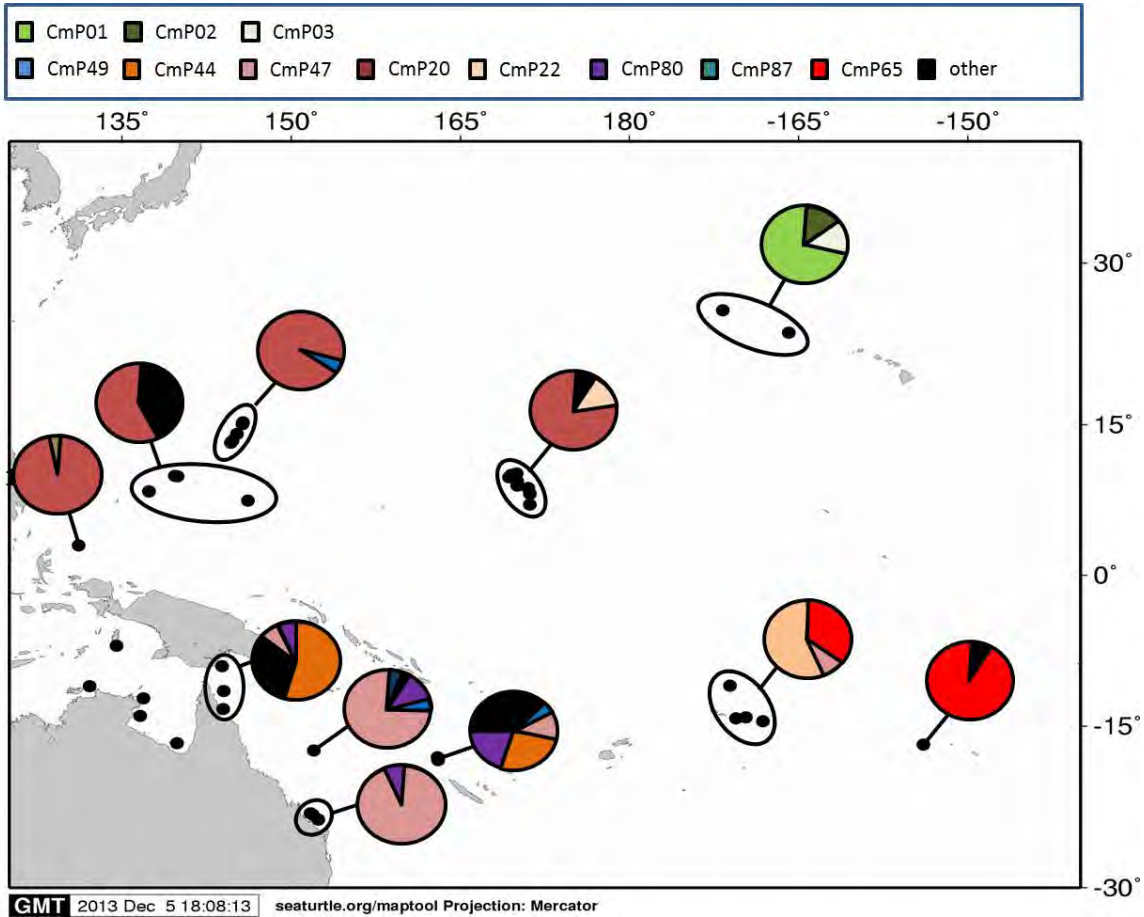 CmP01 CmP02 CmP03
CmP49 CmP44 CmP47 CmP20 CmP22 CmP80 CmP87 CmP65 other
135° 150° 165° 180° -165° -150°
30°
15°
0°
-15°
-30°
GMT 2013 Dec 5 18:08:13 seaturtle.org/maptool Projection: Mercator